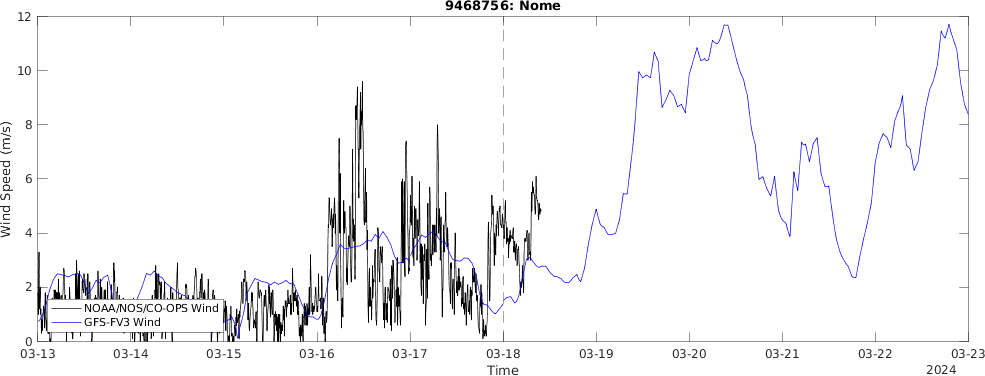 9468756: Nome
12
10
8
6
4
2
0
Wind Speed (m/s)
NOAA/NOS/CO-OPS Wind
GFS-FV3 Wind
03-13 03-14 03-15 03-16 03-17 03-18 03-19 03-20 03-21 03-22 03-23
Time
2024